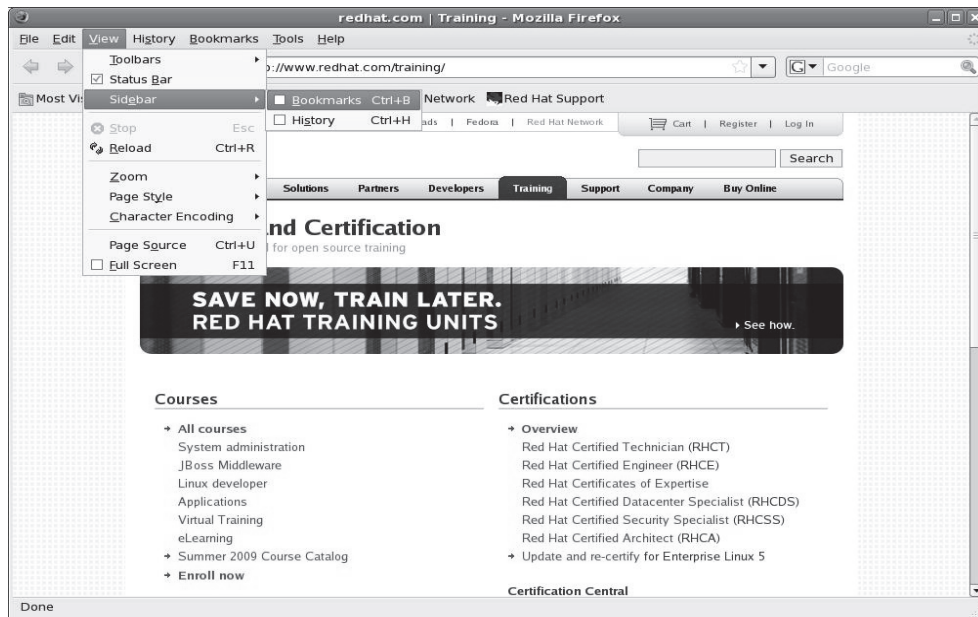 redhat.com | Training - Mozilla Firefox
File Edit View History Bookmarks Tools Help
://www.redhat.com/training/
G Google
Toolbars
Status Bar
Sidebar
Stop Esc
Reload Ctrl+R
Zoom
Page Style
Character Encoding
Page Source Ctrl+U
Full Screen F11
Bookmarks Ctrl+B
History Ctrl+H
Most
Network Red Hat Support
| Fedora | Red Hat Network
Cart | Register | Log In
Search
Solutions Partners Developers Training Support Company Buy Online
and Certification
for open source training
SAVE NOW, TRAIN LATER.
RED HAT TRAINING UNITS
See how.
Courses
All courses
System administration
JBoss Middleware
Linux developer
Applications
Virtual Training
eLearning
Summer 2009 Course Catalog
Enroll now
Certifications
Overview
Red Hat Certified Technician (RHCT)
Red Hat Certified Engineer (RHCE)
Red Hat Certificates of Expertise
Red Hat Certified Datacenter Specialist (RHCDS)
Red Hat Certified Security Specialist (RHCSS)
Red Hat Certified Architect (RHCA)
Update and re-certify for Enterprise Linux 5
Certification Central
Done